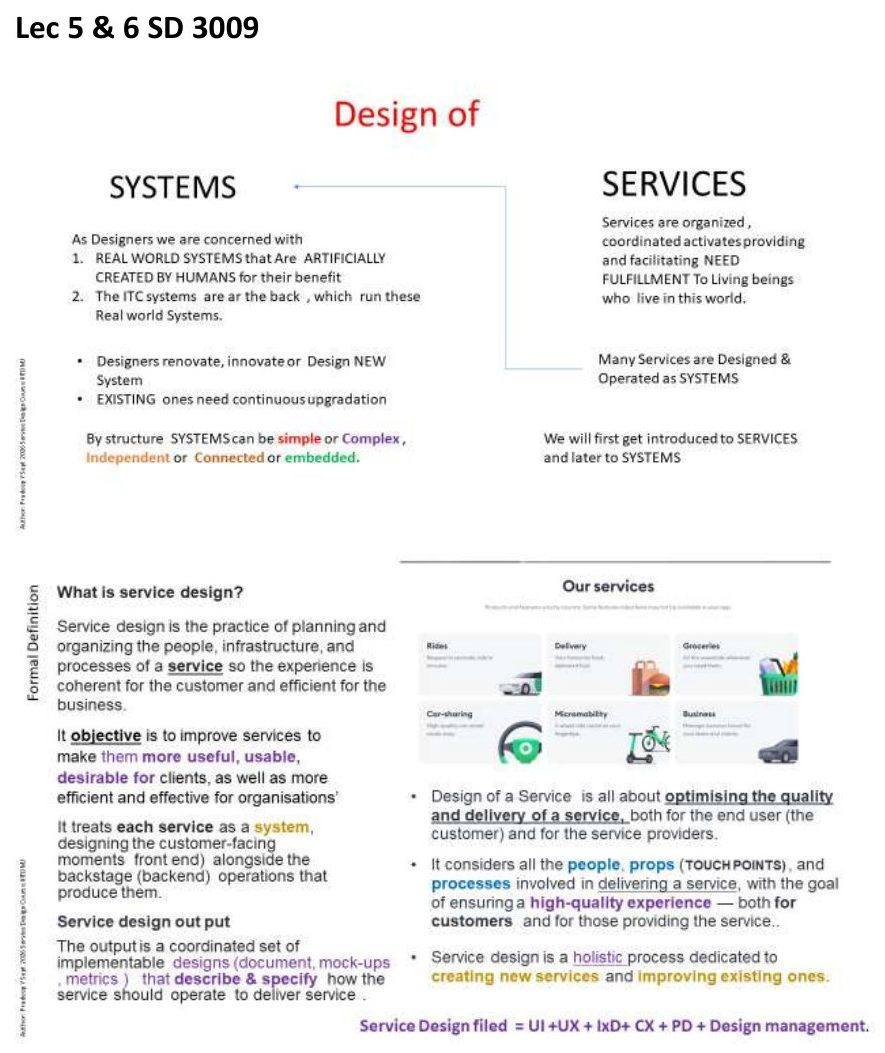 Lec 5 & 6 SD 3009
Design of
SYSTEMS
As Designers we are concerned with
1. REAL WORLD SYSTEMS that Are ARTIFICIALLY
CREATED BY HUMANS for their benefit
2. The ITC systems are ar the back , which run these
Real world Systems.
• Designers renovate, innovate or Design NEW
System
• EXISTING ones need continuous upgradation
By structure SYSTEMS can be simple or Complex ,
Independent or Connected or embedded.
SERVICES
Services are organized ,
coordinated activates providing
and facilitating NEED
FULFILLMENT To Living beings
who live in this world.
Many Services are Designed &
Operated as SYSTEMS
We will first get introduced to SERVICES
and later to SYSTEMS
Formal Definition
What is service design?
Service design is the practice of planning and
organizing the people, infrastructure, and
processes of a service so the experience is
coherent for the customer and efficient for the
business.
It objective is to improve services to
make them more useful, usable,
desirable for clients, as well as more
efficient and effective for organisations’
It treats each service as a system,
designing the customer-facing
moments front end) alongside the
backstage (backend) operations that
produce them.
Service design out put
The output is a coordinated set of
implementable designs (document, mock-ups
, metrics ) that describe & specify how the
service should operate to deliver service .
Our services
Rides
Delivery
Groceries
Car-sharing
Micromobility
Business
• Design of a Service is all about optimising the quality
and delivery of a service, both for the end user (the
customer) and for the service providers.
• It considers all the people, props (TOUCH POINTS), and
processes involved in delivering a service, with the goal
of ensuring a high-quality experience — both for
customers and for those providing the service..
• Service design is a holistic process dedicated to
creating new services and improving existing ones.
Service Design filed = UI +UX + IxD+ CX + PD + Design management.